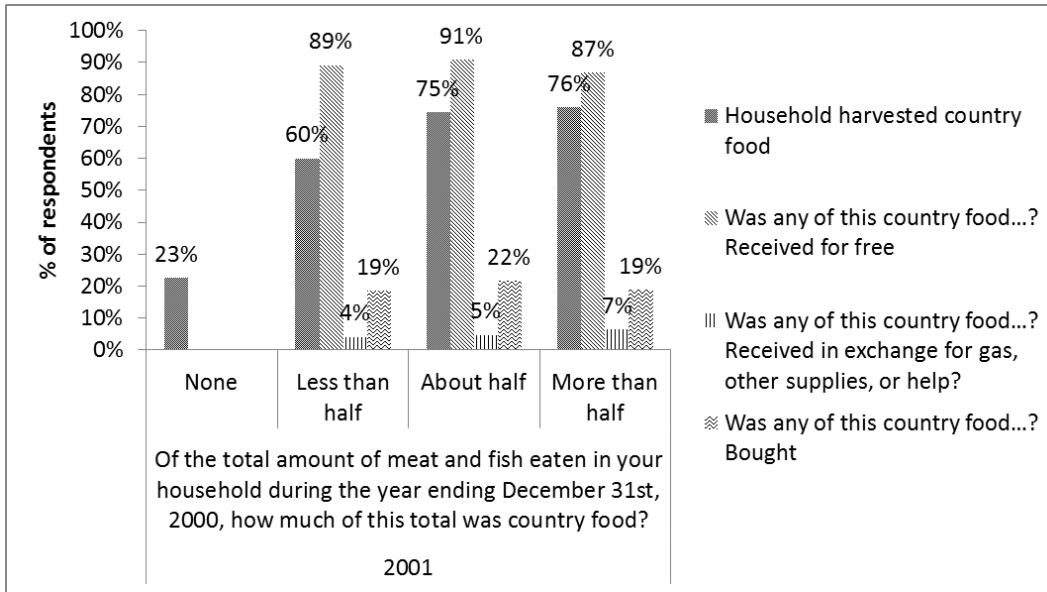 100%
90%
80%
70%
60%
50%
40%
30%
20%
10%
0%
% of respondents
23%
60%
89%
4%
19%
75%
91%
5%
22%
76%
87%
7%
19%
None
Less than
half
About half
More than
half
Of the total amount of meat and fish eaten in your
household during the year ending December 31st,
2000, how much of this total was country food?
2001
Household harvested country
food
Was any of this country food...?
Received for free
Was any of this country food...?
Received in exchange for gas,
other supplies, or help?
Was any of this country food...?
Bought